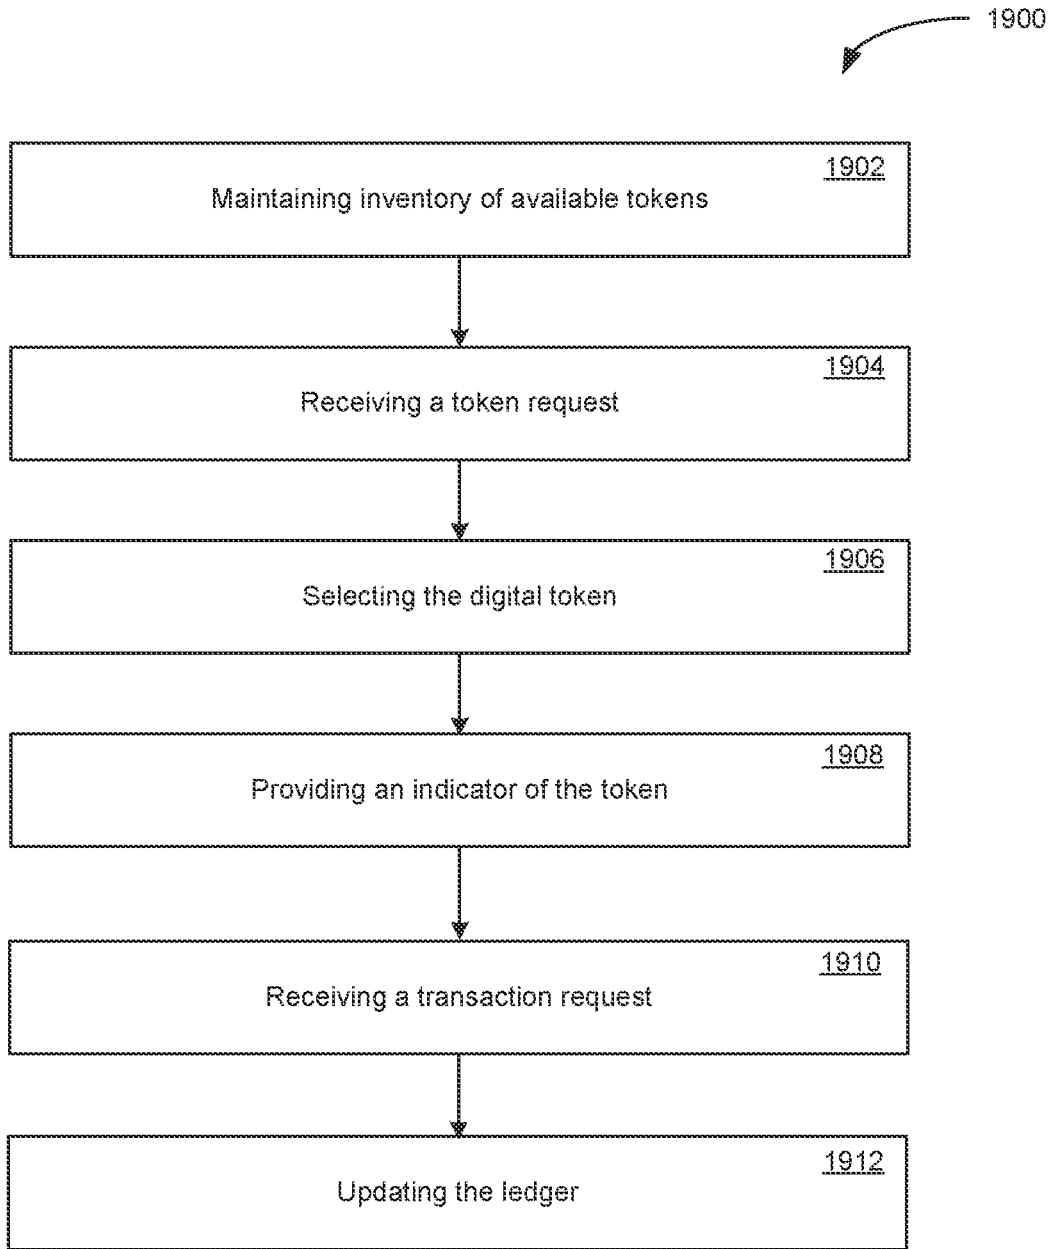 1900
1902
Maintaining inventory of available tokens
1904
Receiving a token request
1906
Selecting the digital token
1908
Providing an indicator of the token
1910
Receiving a transaction request
1912
Updating the ledger